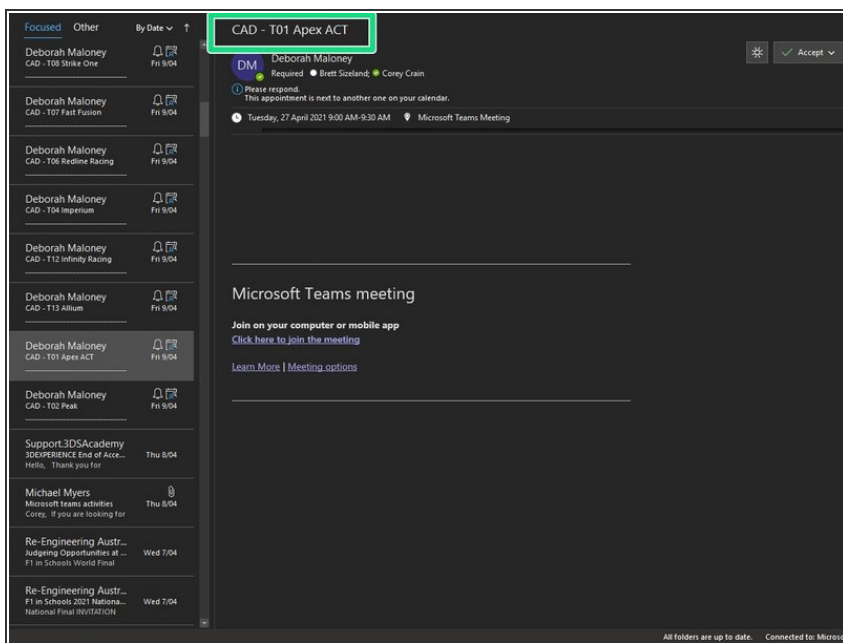 Focused Other By Date
Deborah Maloney
CAD - T08 Strike One Fri 9/04
Deborah Maloney
CAD - T07 Fast Fusion Fri 9/04
Deborah Maloney
CAD - T06 Redline Racing Fri 9/04
Deborah Maloney
CAD - T04 Imperium Fri 9/04
Deborah Maloney
CAD - T12 Infinity Racing Fri 9/04
Deborah Maloney
CAD - T13 Allium Fri 9/04
Deborah Maloney
CAD - T01 Apex ACT Fri 9/04
Deborah Maloney
CAD - T02 Peak Fri 9/04
Support.3DSAcademy
3DEXPERIENCE End of Acce... Thu 8/04
Hello, Thank you for
Michael Myers
Microsoft teams activities Thu 8/04
Corey, If you are looking for
Re-Engineering Austr...
Judgeing Opportunities at ... Wed 7/04
F1 in Schools World Final
Re-Engineering Austr...
F1 in Schools 2021 Nationa... Wed 7/04
National Final INVITATION
CAD - T01 Apex ACT
DM
Deborah Maloney
Required Brett Sizeland; Corey Crain
Accept
Please respond.
This appointment is next to another one on your calendar.
Tuesday, 27 April 2021 9:00 AM-9:30 AM Microsoft Teams Meeting
Microsoft Teams meeting
Join on your computer or mobile app
Click here to join the meeting
Learn More | Meeting options
All folders are up to date. Connected to: Microso